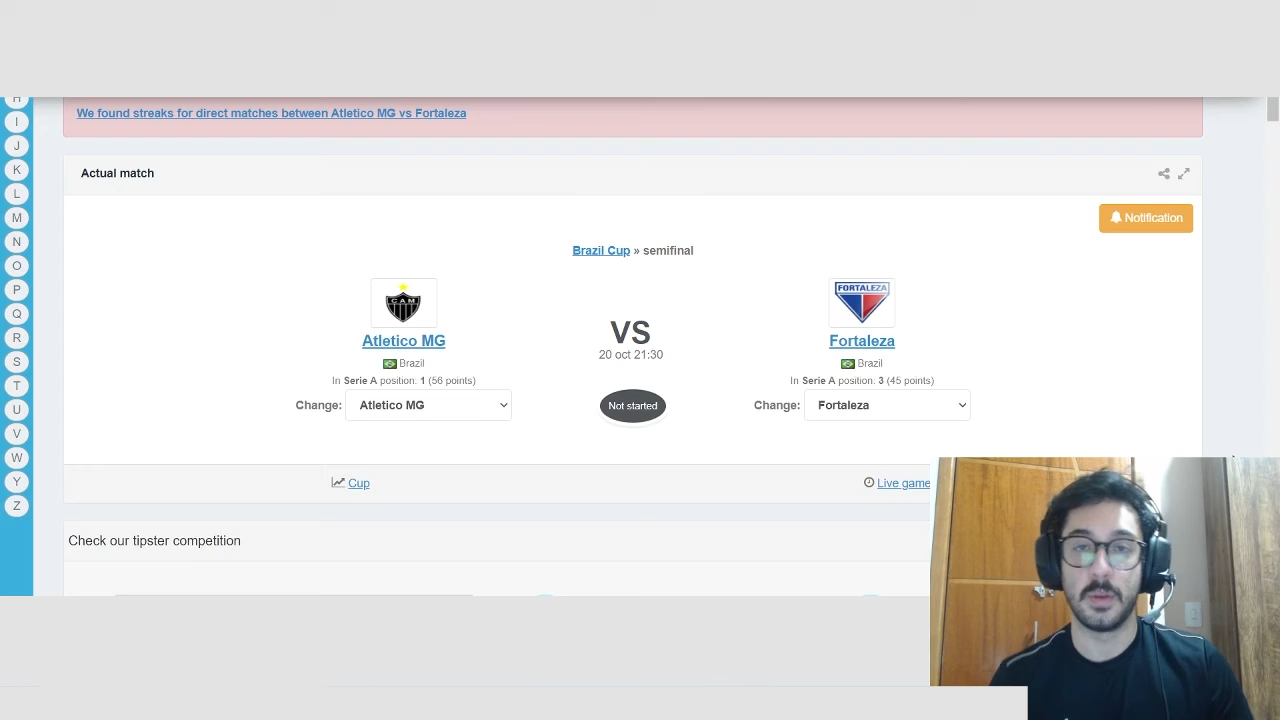 We found streaks for direct matches between Atletico MG vs Fortaleza
H
I
J
K
L
M
N
O
P
Q
R
S
T
U
V
W
Y
Z
Actual match
Notification
Brazil Cup » semifinal
CAM
FORTALEZA
Atletico MG
VS
Fortaleza
20 oct 21:30
Brazil
Brazil
In Serie A position: 1 (56 points)
In Serie A position: 3 (45 points)
Change: Atletico MG
Not started
Change: Fortaleza
Cup
Live game
Check our tipster competition